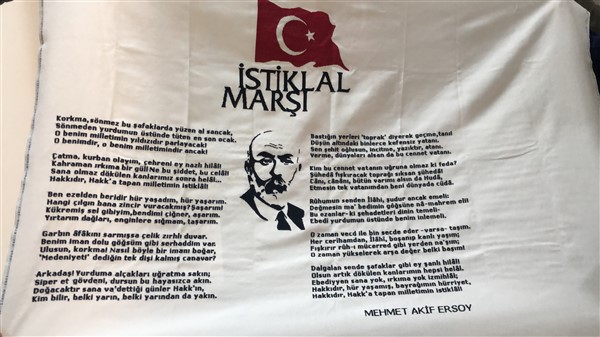 İSTİKLAL
MARŞI
Korkma, sönmez bu şafaklarda yüzen al sancak,
Sönmeden yurdumun üstünde tüten en son ocak.
O benim milletimin yıldızıdır parlayacak!
O benimdir, o benim milletimindir ancak!
Çatma, kurban olayım, çehreni ey nazlı hilâl!
Kahraman ırkıma bir gül!Ne bu şiddet, bu celâl!
Sana olmaz dökülen kanlarımız sonra helâl...
Hakkıdır, Hakk'a tapan milletimin istiklâl!
Ben ezelden beridir hür yaşadım, hür yaşarım.
Hangi çılgın bana zincir vuracakmış?Şaşarım!
Kükremiş sel gibiyim,bendimi çiğner, aşarım.
Yırtarım dağları, enginlere sığmam, taşarım.
Garbın Âfâkını sarmışsa çelik zırhlı duvar.
Benim iman dolu göğsüm gibi serhaddim var.
Ulusun, korkma! Nasıl böyle bir imanı boğar,
'Medeniyet!' dediğin tek dişi kalmış canavar?
Arkadaş! Yurduma alçakları uğratma sakın;
Siper et gövdeni, dursun bu hayasızca akın.
Doğacaktır sana va'dettiği günler Hakk'ın,
Kim bilir, belki yarın, belki yarından da yakın.
Bastığın yerleri 'toprak' diyerek geçme,tanı!
Düşün altındaki binlerce kefensiz yatanı.
Sen şehit oğlusun, incitme, yazıktır, atanı.
Verme, dünyaları alsan da bu cennet vatanı.
Kim bu cennet vatanın uğruna olmaz ki feda?
Şühedâ fışkıracak toprağı sıksan şühedâ!
Cânı, cânânı, bütün varımı alsın da Hudâ,
Etmesin tek vatanımdan beni dünyada cüdâ.
Rûhumun senden İlâhi, şudur ancak emeli:
Değmesin ma' bedimin göğsüne nâ-mahrem eli
Bu ezanlar-ki şehadetleri dinin temeli-
Ebedî yurdumun üstünde benim inlemeli.
O zaman vecd ile bin secde eder -varsa- taşım.
Her cerihamdan, İlâhi, boşanıp kanlı yaşım;
Fışkırır rûh-ı mücerred gibi yerden na'şım;
O zaman yükselerek arşa değer belki başım!
Dalgalan sende şafaklar gibi ey şanlı hilâl!
Olsun artık dökülen kanlarımın hepsi helâl.
Ebediyyen sana yok, ırkıma yok izmihlâl;
Hakkıdır, hür yaşamış, bayrağımın hürriyet,
Hakkıdır, Hakk'a tapan milletimin istiklâl!
MEHMET AKİF ERSOY